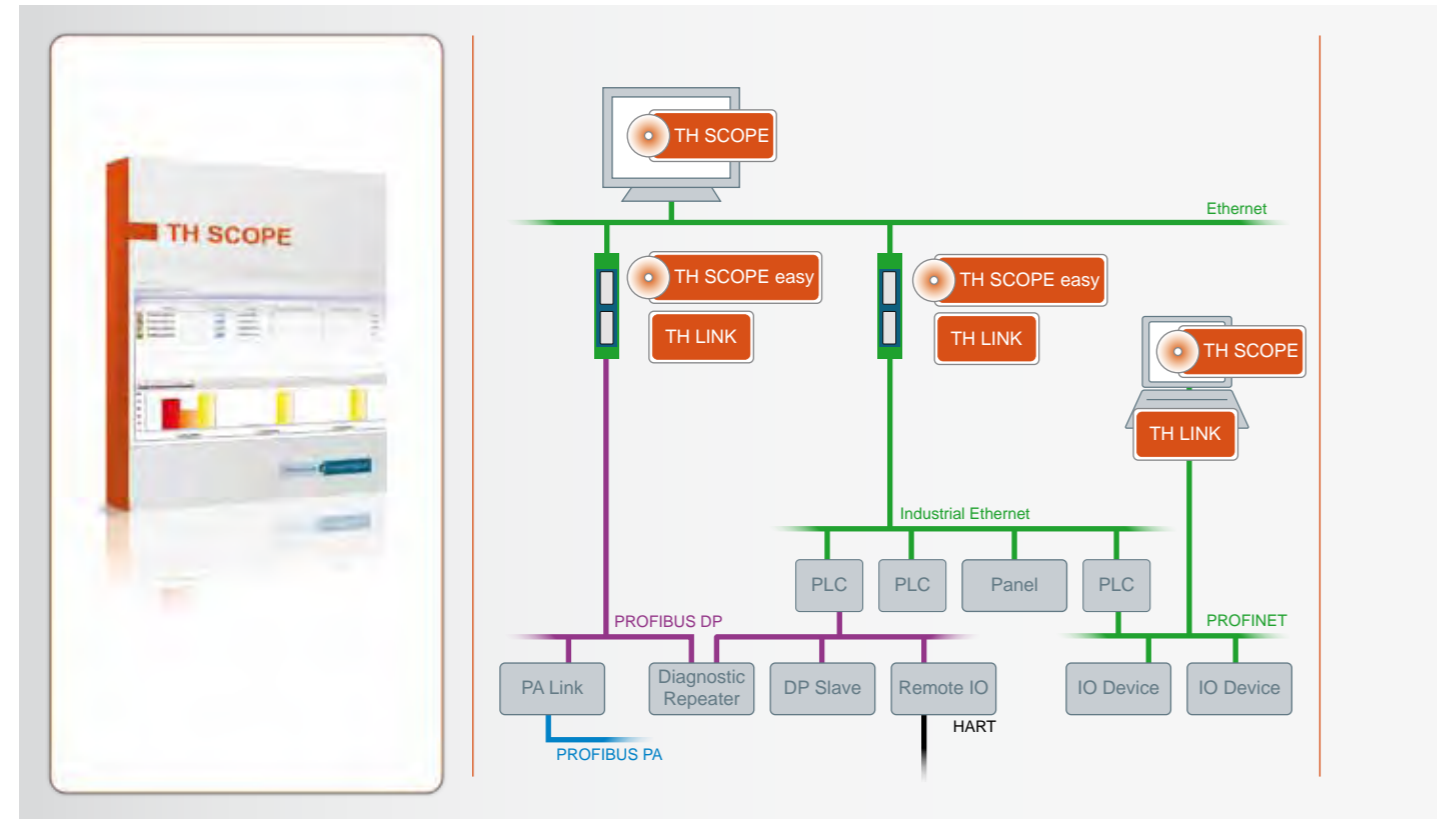 TH SCOPE
TH SCOPE
Ethernet
TH SCOPE easy
TH LINK
TH SCOPE easy
TH LINK
TH SCOPE
TH LINK
Industrial Ethernet
PLC
PLC
Panel
PLC
PROFIBUS DP
PROFINET
PA Link
Diagnostic
Repeater
DP Slave
Remote IO
IO Device
IO Device
HART
PROFIBUS PA